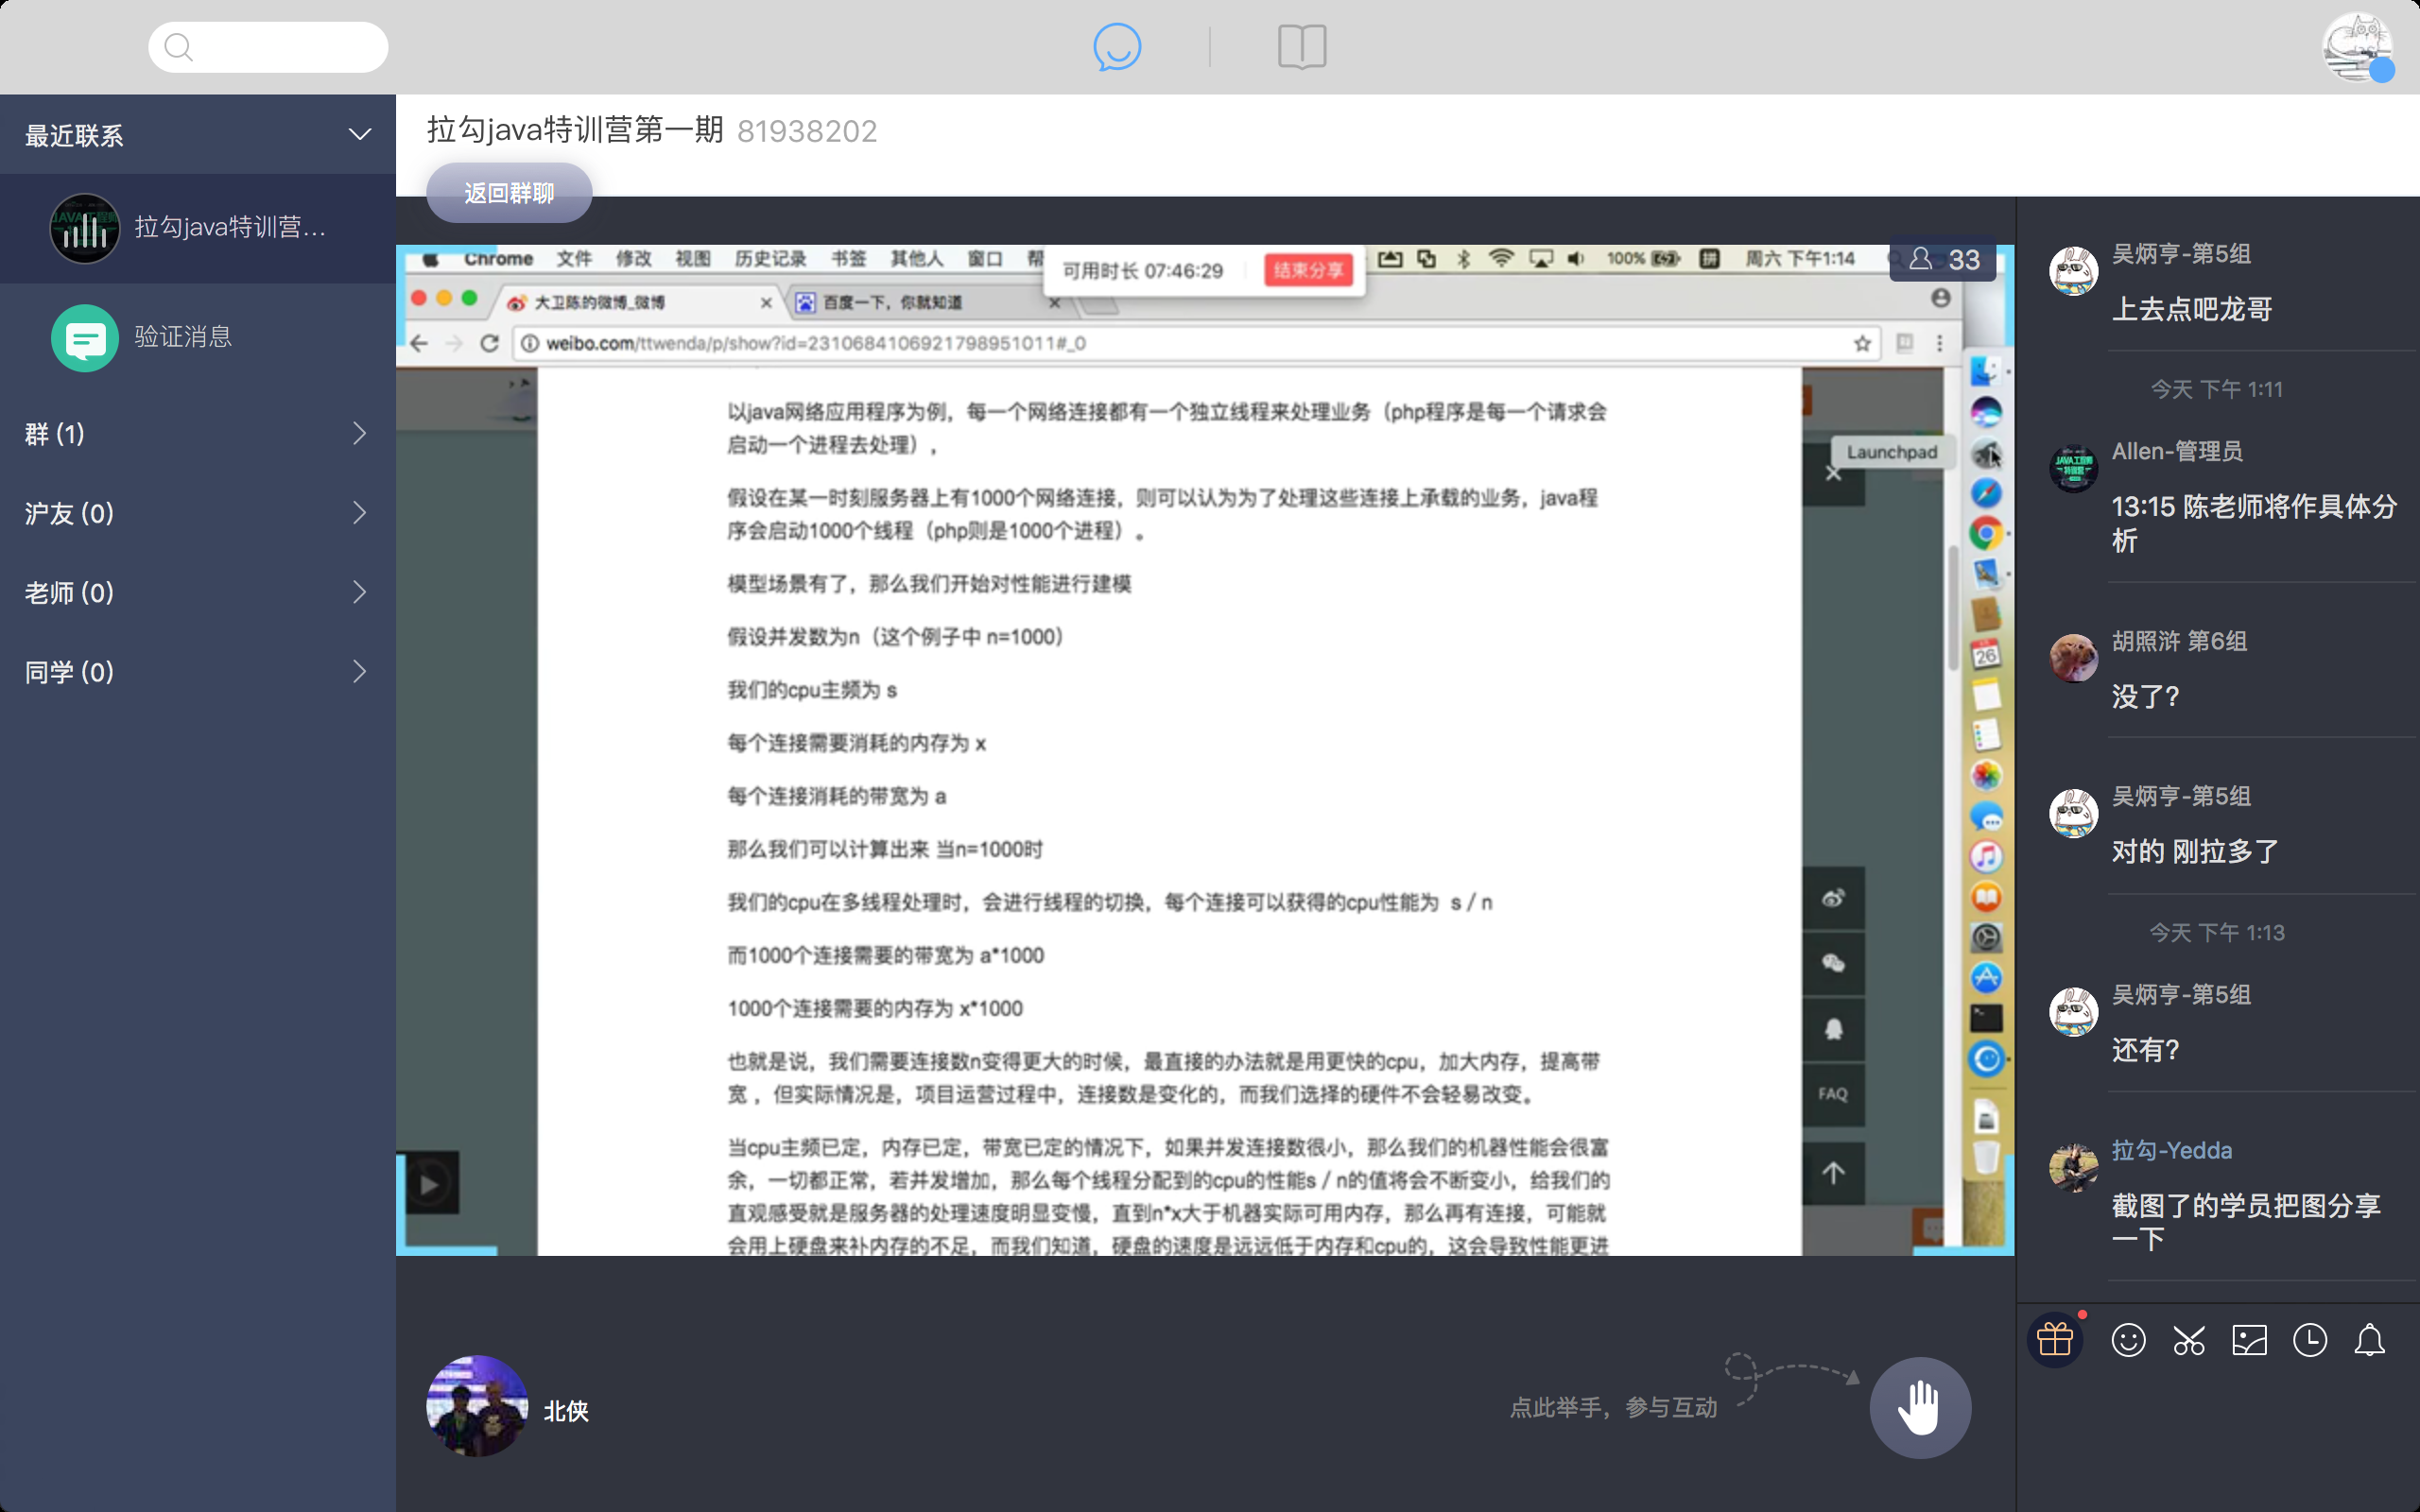 最近联系
拉勾java特训营...
验证消息
群 (1)
沪友 (0)
老师 (0)
同学 (0)
拉勾java特训营第一期 81938202
返回群聊
Chrome 文件 修改 视图 历史记录 书签 其他人 窗口 帮
可用时长 07:46:29 结束分享
100% 周六 下午1:14
33
大卫陈的微博_微博
百度一下，你就知道
weibo.com/ttwenda/p/show?id=2310684106921798951011#_0
以java网络应用程序为例，每一个网络连接都有一个独立线程来处理业务（php程序是每一个请求会
启动一个进程去处理），
假设在某一时刻服务器上有1000个网络连接，则可以认为为了处理这些连接上承载的业务，java程
序会启动1000个线程（php则是1000个进程）。
模型场景有了，那么我们开始对性能进行建模
假设并发数为n（这个例子中 n=1000）
我们的cpu主频为 s
每个连接需要消耗的内存为 x
每个连接消耗的带宽为 a
那么我们可以计算出来 当n=1000时
我们的cpu在多线程处理时，会进行线程的切换，每个连接可以获得的cpu性能为 s / n
而1000个连接需要的带宽为 a*1000
1000个连接需要的内存为 x*1000
也就是说，我们需要连接数n变得更大的时候，最直接的办法就是用更快的cpu，加大内存，提高带
宽 ，但实际情况是，项目运营过程中，连接数是变化的，而我们选择的硬件不会轻易改变。
当cpu主频已定，内存已定，带宽已定的情况下，如果并发连接数很小，那么我们的机器性能会很富
余，一切都正常，若并发增加，那么每个线程分配到的cpu的性能s / n的值将会不断变小，给我们的
直观感受就是服务器的处理速度明显变慢，直到n*x大于机器实际可用内存，那么再有连接，可能就
会用上硬盘来补内存的不足，而我们知道，硬盘的速度是远远低于内存和cpu的，这会导致性能更进
Launchpad
26
FAQ
北侠
点此举手，参与互动
吴炳亨-第5组
上去点吧龙哥
今天 下午 1:11
JAVA工程师
特训营
Allen-管理员
13:15 陈老师将作具体分
析
胡照浒 第6组
没了?
吴炳亨-第5组
对的 刚拉多了
今天 下午 1:13
吴炳亨-第5组
还有?
拉勾-Yedda
截图了的学员把图分享
一下